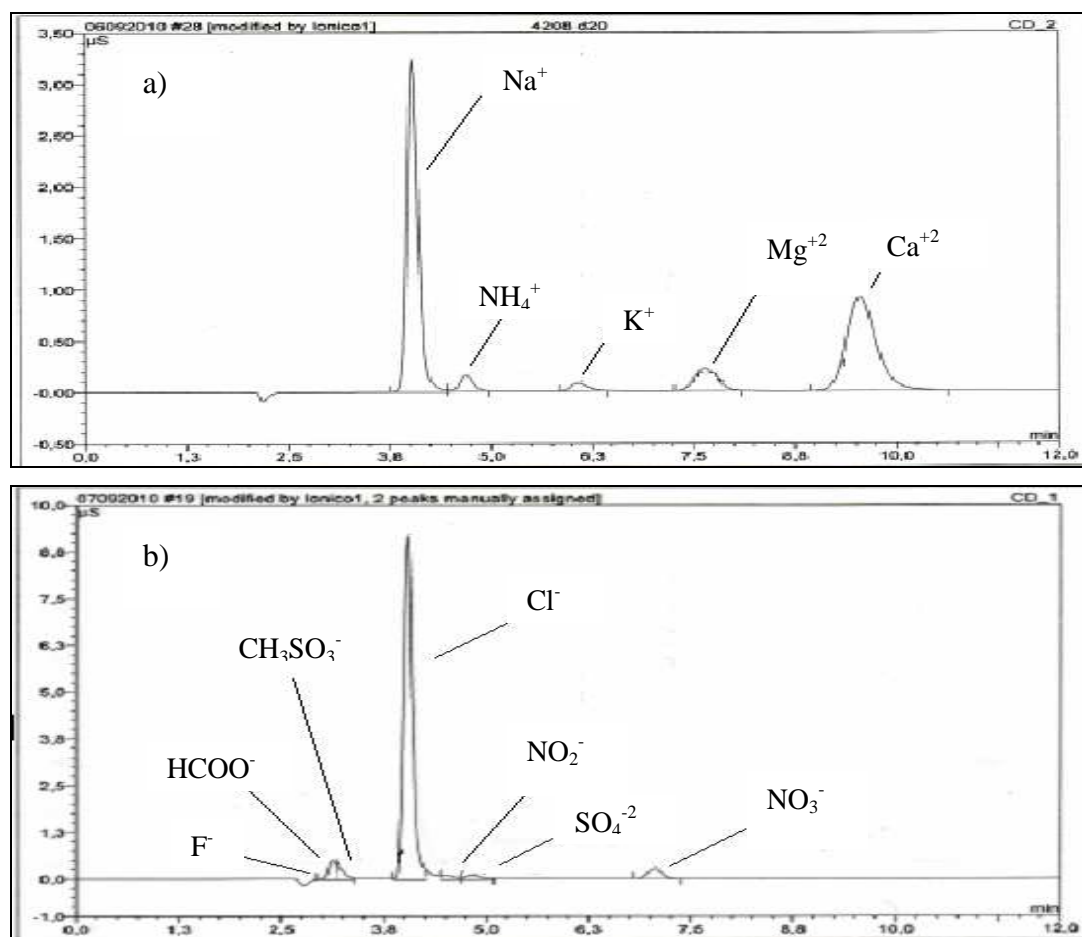 06092010 #28 [modified by Ionico1] 4208 620 CD_2
µS
3,50
a)
Na⁺
3,00
2,50
2,00
1,50
Mg⁺² Ca⁺²
1,00
NH₄⁺
K⁺
0,50
-0,00
-0,50
min
0,0 1,3 2,5 3,8 5,0 6,3 7,5 8,8 10,0 12,0
07092010 #19 [modified by Ionico1, 2 peaks manually assigned] CD_1
10,0
µS
b)
8,8
7,5
Cl⁻
CH₃SO₃⁻
6,3
5,0
3,8
NO₂⁻
HCOO⁻
2,5
SO₄⁻² NO₃⁻
1,3
F⁻
0,0
-1,0
min
0,0 1,3 2,5 3,8 5,0 6,3 7,5 8,8 10,0 12,0